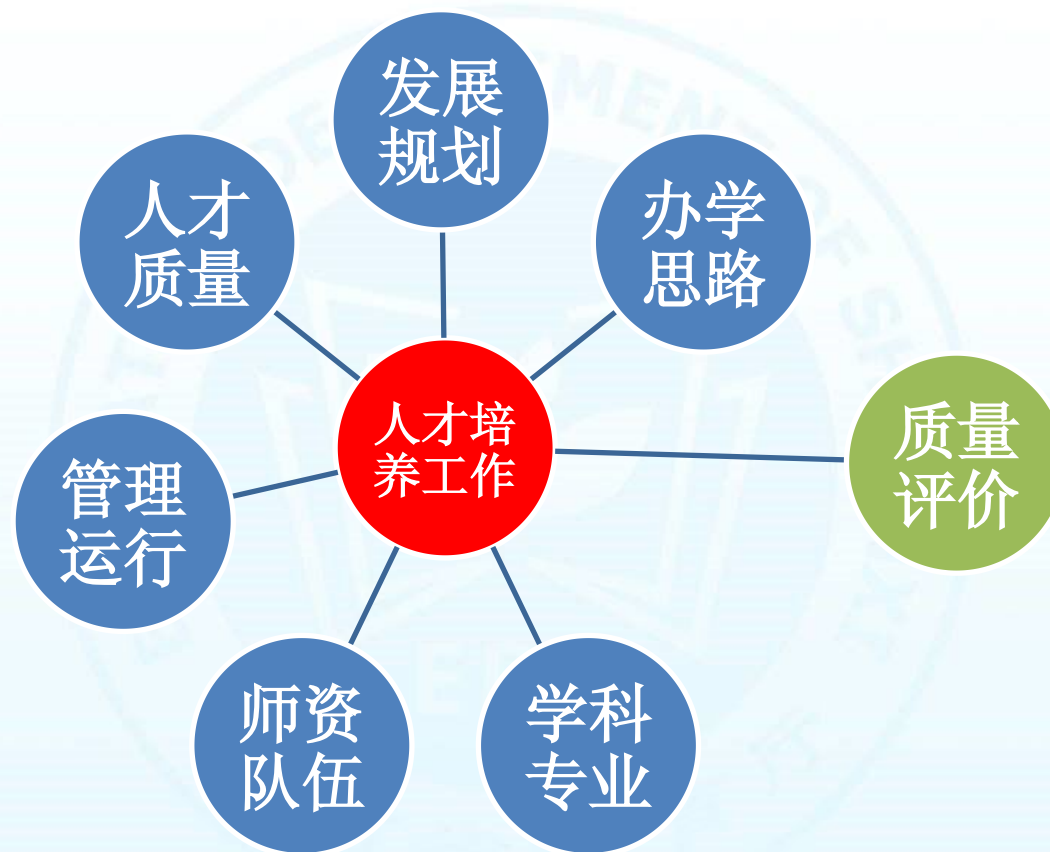 发展
规划
人才
质量
办学
思路
人才培
养工作
质量
评价
管理
运行
师资
队伍
学科
专业